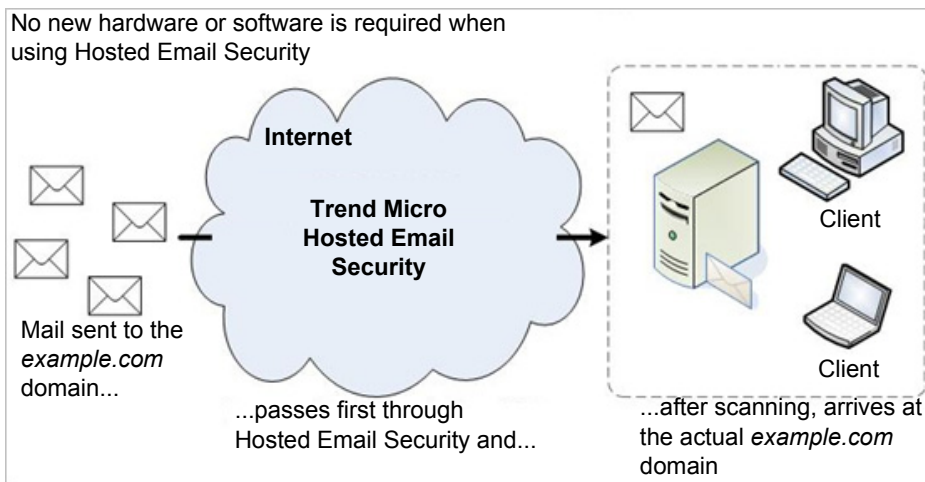 No new hardware or software is required when
using Hosted Email Security
Internet
Trend Micro
Hosted Email
Security
Client
Client
Mail sent to the
example.com
domain...
...passes first through
Hosted Email Security and...
...after scanning, arrives at
the actual example.com
domain